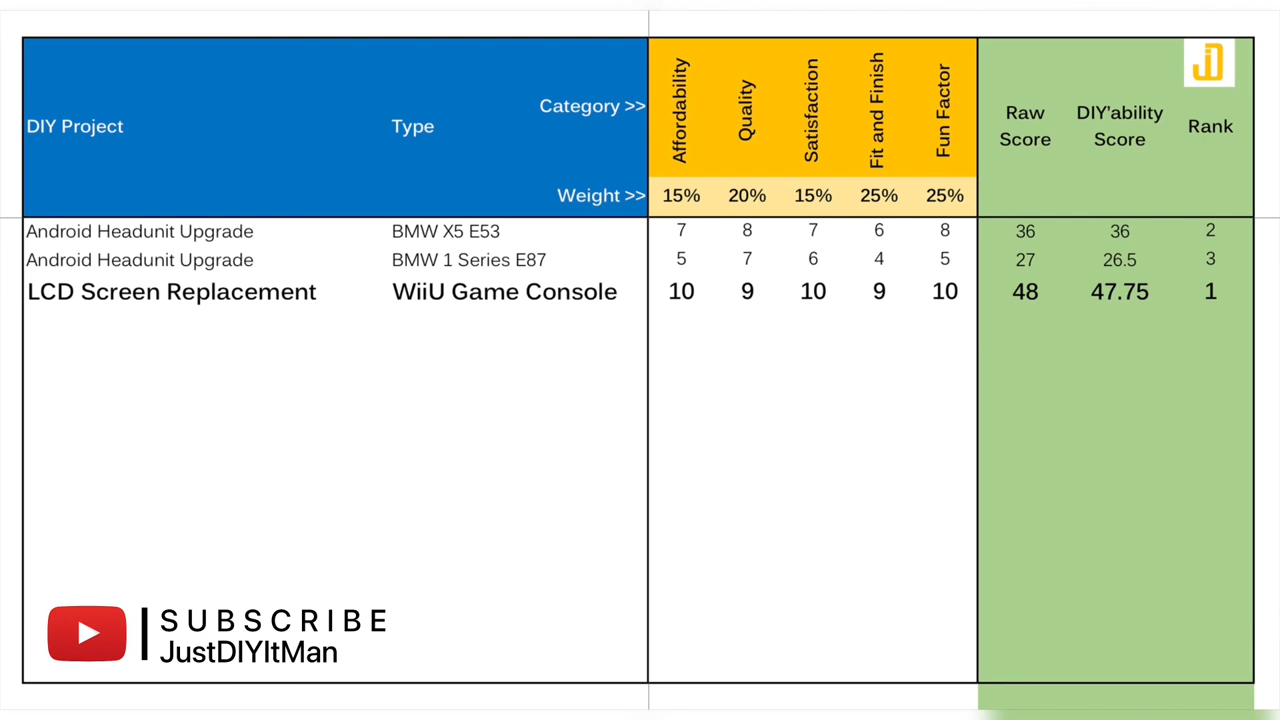 DIY Project Type Category >> Affordability Quality Satisfaction Fit and Finish Fun Factor Raw Score DIY'ability Score Rank
Weight >> 15% 20% 15% 25% 25%
Android Headunit Upgrade BMW X5 E53 7 8 7 6 8 36 36 2
Android Headunit Upgrade BMW 1 Series E87 5 7 6 4 5 27 26.5 3
LCD Screen Replacement WiiU Game Console 10 9 10 9 10 48 47.75 1
SUBSCRIBE
JustDIYItMan